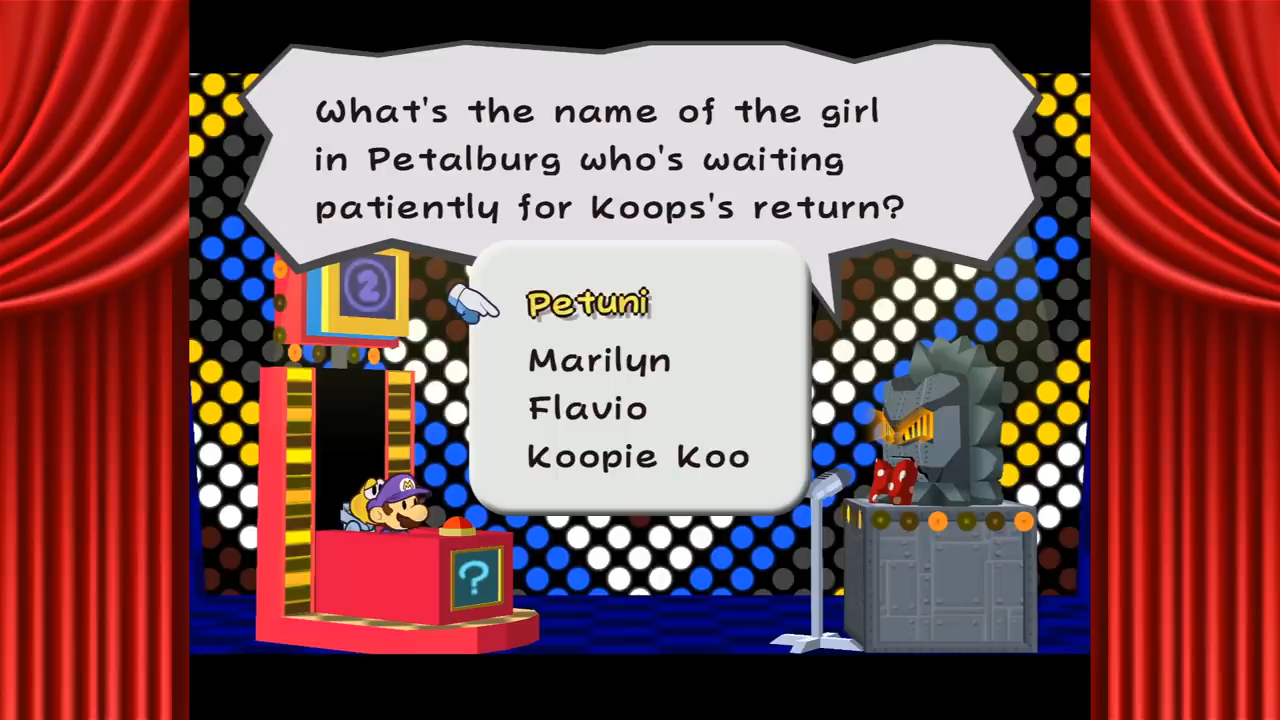 What's the name of the girl
in Petalburg who's waiting
patiently for Koops's return?
2
Petuni
Marilyn
Flavio
Koopie Koo
M
?